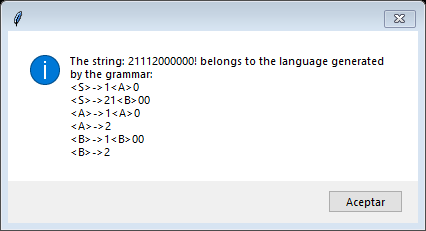 The string: 21112000000! belongs to the language generated
by the grammar:
<S>->1<A>0
<S>->21<B>00
<A>->1<A>0
<A>->2
<B>->1<B>00
<B>->2
Aceptar